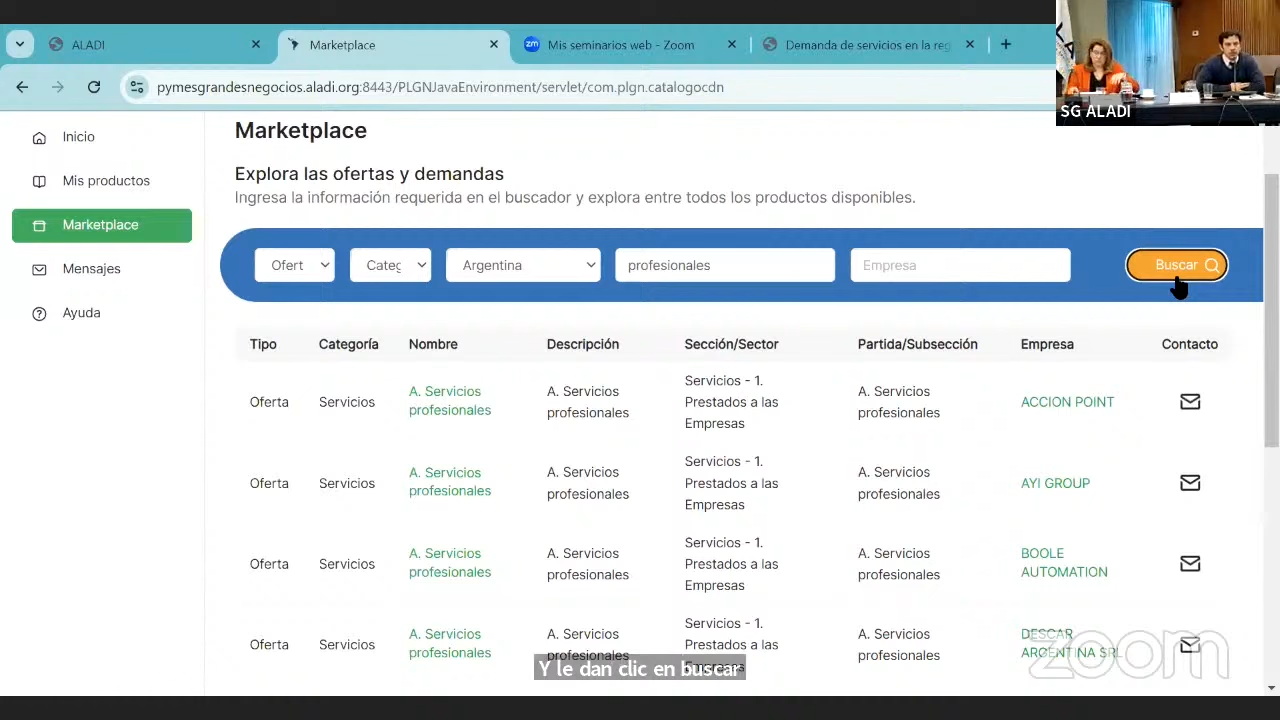 ALADI
Marketplace
Mis seminarios web - Zoom
Demanda de servicios en la reg
pymesgrandesnegocios.aladi.org:8443/PLGNJavaEnvironment/servlet/com.plgn.catalogocdn
SG ALADI
Inicio
Mis productos
Marketplace
Mensajes
Ayuda
Marketplace
Explora las ofertas y demandas
Ingresa la información requerida en el buscador y explora entre todos los productos disponibles.
Ofert
Categ
Argentina
profesionales
Empresa
Buscar
Tipo Categoría Nombre Descripción Sección/Sector Partida/Subsección Empresa Contacto
Oferta
Servicios
A. Servicios
profesionales
A. Servicios
profesionales
Servicios - 1.
Prestados a las
Empresas
A. Servicios
profesionales
ACCION POINT
Oferta
Servicios
A. Servicios
profesionales
A. Servicios
profesionales
Servicios - 1.
Prestados a las
Empresas
A. Servicios
profesionales
AYI GROUP
Oferta
Servicios
A. Servicios
profesionales
A. Servicios
profesionales
Servicios - 1.
Prestados a las
Empresas
A. Servicios
profesionales
BOOLE
AUTOMATION
Oferta
Servicios
A. Servicios
profesionales
A. Servicios
profesionales
Servicios - 1.
Prestados a las
Empresas
A. Servicios
profesionales
DESCAR
ARGENTINA SRL
zoom
Y le dan clic en buscar